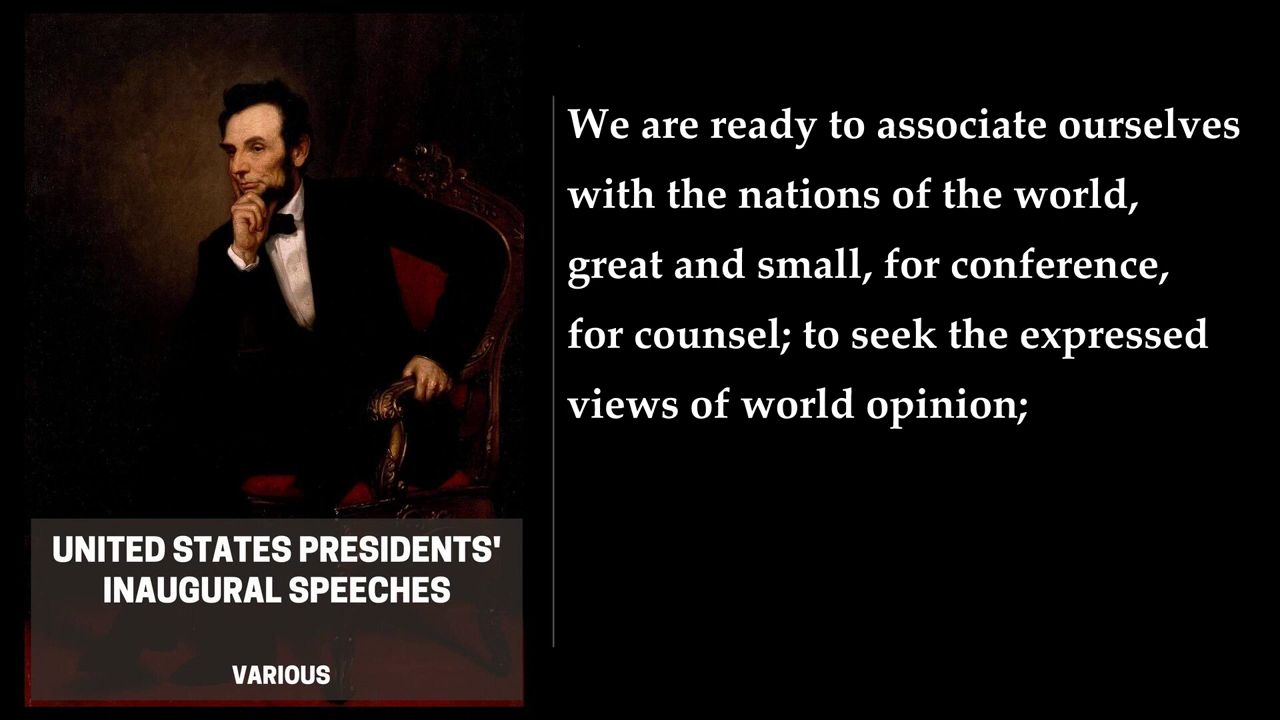 We are ready to associate ourselves
with the nations of the world,
great and small, for conference,
for counsel; to seek the expressed
views of world opinion;
UNITED STATES PRESIDENTS'
INAUGURAL SPEECHES
VARIOUS